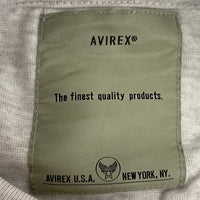 AVIREX®
The finest quality products.
AVIREX U.S.A. NEW YORK, NY.